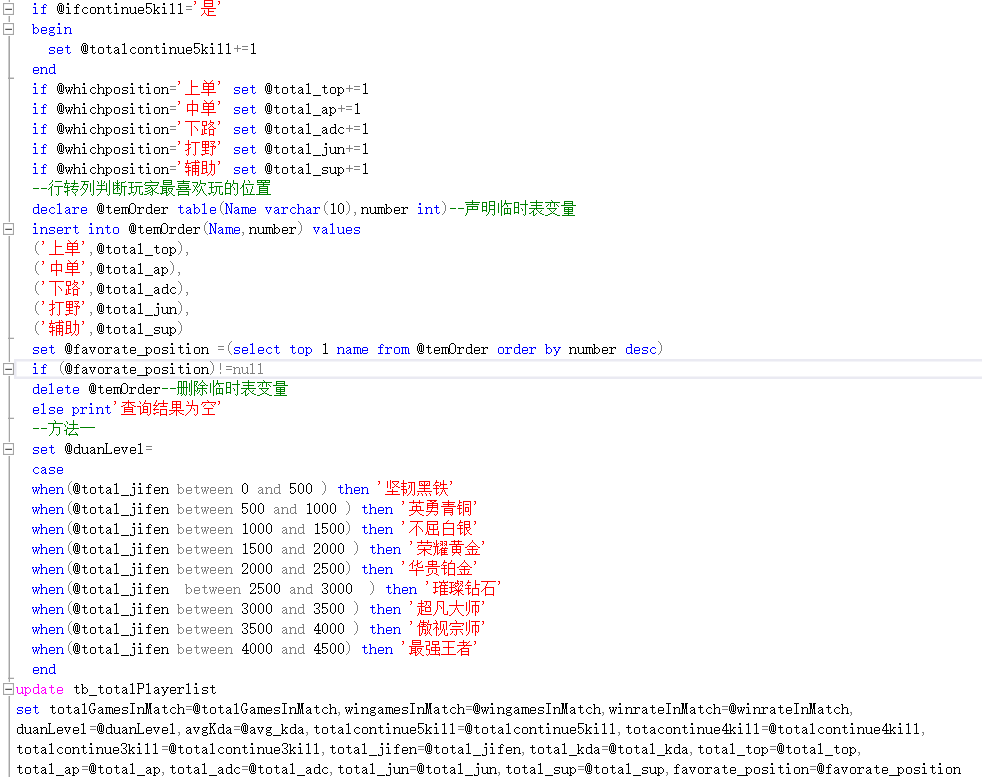 if @ifcontinue5kill='是'
begin
set @totalcontinue5kill+=1
end
if @whichposition='上单' set @total_top+=1
if @whichposition='中单' set @total_ap+=1
if @whichposition='下路' set @total_adc+=1
if @whichposition='打野' set @total_jun+=1
if @whichposition='辅助' set @total_sup+=1
--行转列判断玩家最喜欢玩的位置
declare @temOrder table(Name varchar(10),number int)--声明临时表变量
insert into @temOrder(Name,number) values
('上单',@total_top),
('中单',@total_ap),
('下路',@total_adc),
('打野',@total_jun),
('辅助',@total_sup)
set @favorate_position =(select top 1 name from @temOrder order by number desc)
if (@favorate_position)!=null
delete @temOrder--删除临时表变量
else print'查询结果为空'
--方法一
set @duanLevel=
case
when(@total_jifen between 0 and 500 ) then '坚韧黑铁'
when(@total_jifen between 500 and 1000 ) then '英勇青铜'
when(@total_jifen between 1000 and 1500) then '不屈白银'
when(@total_jifen between 1500 and 2000 ) then '荣耀黄金'
when(@total_jifen between 2000 and 2500) then '华贵铂金'
when(@total_jifen  between 2500 and 3000  ) then '璀璨钻石'
when(@total_jifen between 3000 and 3500 ) then '超凡大师'
when(@total_jifen between 3500 and 4000 ) then '傲视宗师'
when(@total_jifen between 4000 and 4500) then '最强王者'
end
update tb_totalPlayerlist
set totalGamesInMatch=@totalGamesInMatch,wingamesInMatch=@wingamesInMatch,winrateInMatch=@winrateInMatch,
duanLevel=@duanLevel,avgKda=@avg_kda,totalcontinue5kill=@totalcontinue5kill,totacontinue4kill=@totalcontinue4kill,
totalcontinue3kill=@totalcontinue3kill,total_jifen=@total_jifen,total_kda=@total_kda,total_top=@total_top,
total_ap=@total_ap,total_adc=@total_adc,total_jun=@total_jun,total_sup=@total_sup,favorate_position=@favorate_position